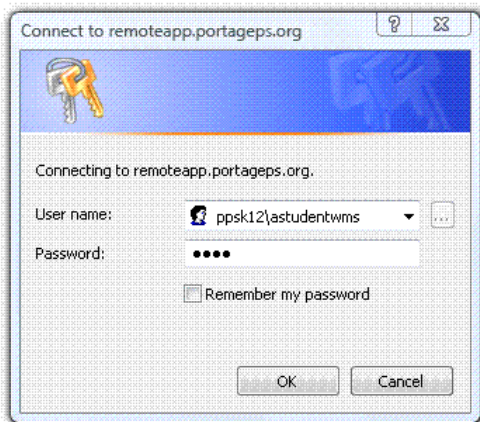 Connect to remoteapp.portageps.org
Connecting to remoteapp.portageps.org.
User name: ppsk12\astudentwms ...
Password: ●●●●
Remember my password
OK Cancel